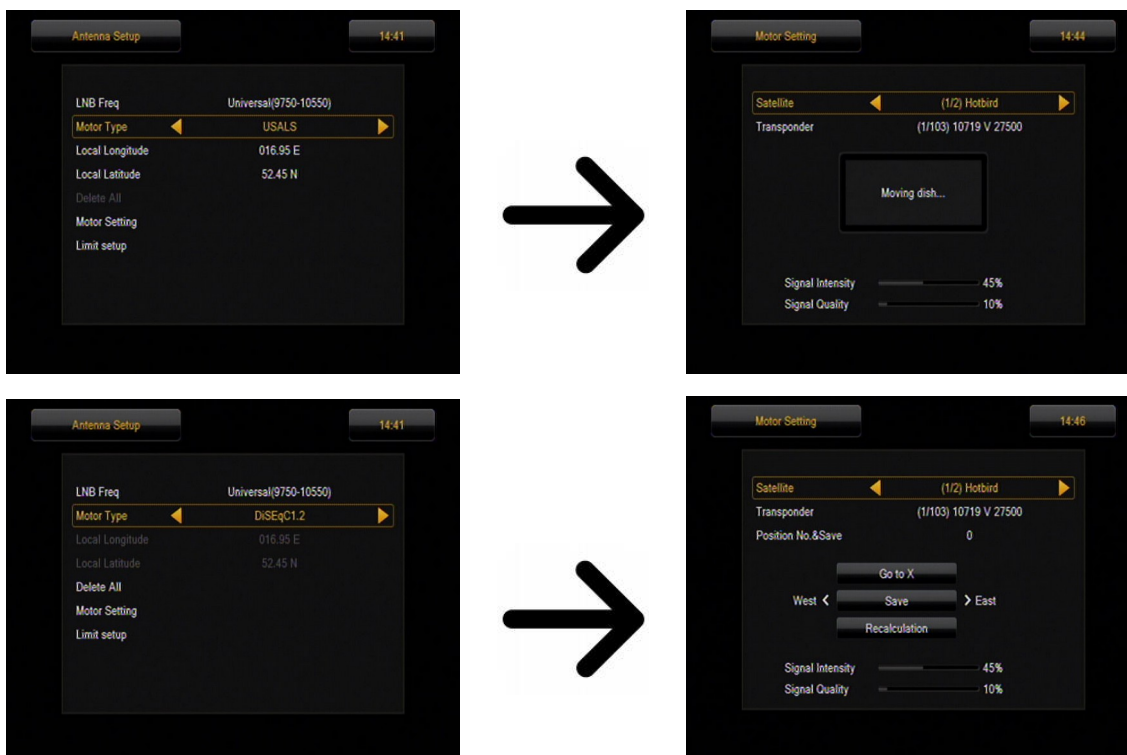 Antenna Setup 14:41
LNB Freq Universal(9750-10550)
Motor Type USALS
Local Longitude 016.95 E
Local Latitude 52.45 N
Delete All
Motor Setting
Limit setup
Motor Setting 14:44
Satellite (1/2) Hotbird
Transponder (1/103) 10719 V 27500
Moving dish...
Signal Intensity 45%
Signal Quality 10%
Antenna Setup 14:41
LNB Freq Universal(9750-10550)
Motor Type DiSEqC1.2
Local Longitude 016.95 E
Local Latitude 52.45 N
Delete All
Motor Setting
Limit setup
Motor Setting 14:46
Satellite (1/2) Hotbird
Transponder (1/103) 10719 V 27500
Position No.&Save 0
Go to X
West < Save > East
Recalculation
Signal Intensity 45%
Signal Quality 10%